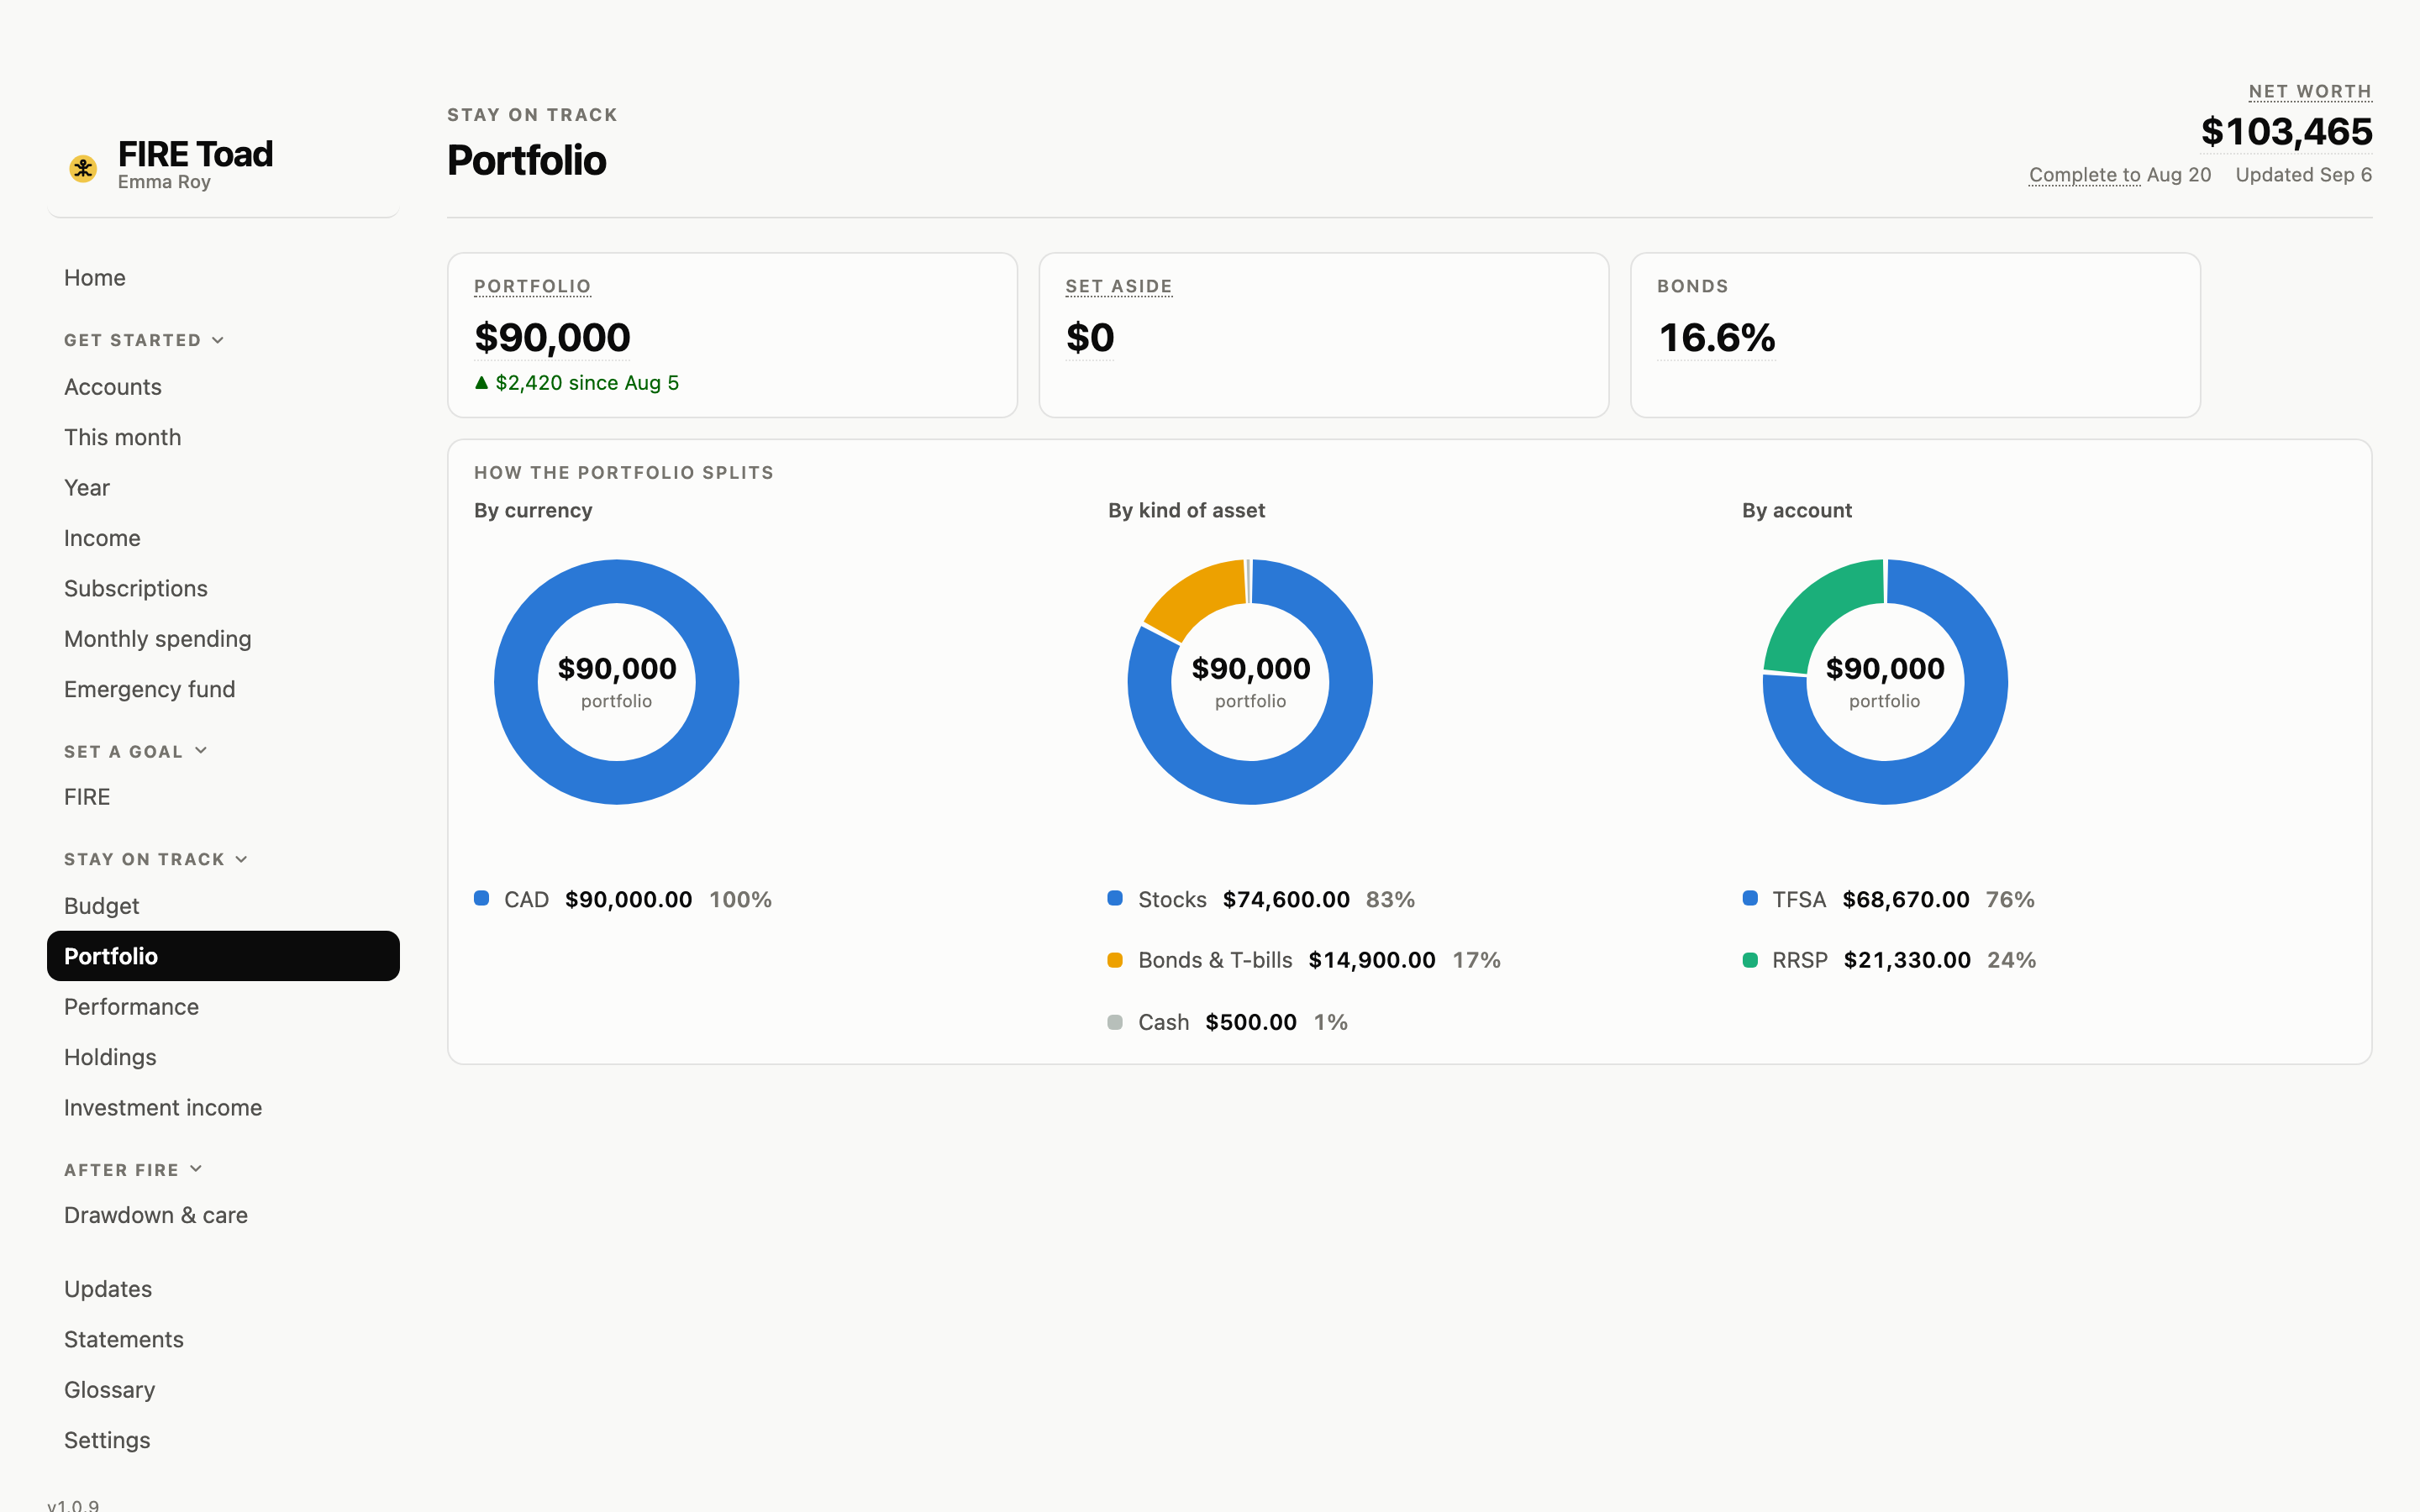 FIRE Toad
Emma Roy
Home
GET STARTED
Accounts
This month
Year
Income
Subscriptions
Monthly spending
Emergency fund
SET A GOAL
FIRE
STAY ON TRACK
Budget
Portfolio
Performance
Holdings
Investment income
AFTER FIRE
Drawdown & care
Updates
Statements
Glossary
Settings
v1.0.9
STAY ON TRACK
Portfolio
NET WORTH
$103,465
Complete to Aug 20 Updated Sep 6
PORTFOLIO
$90,000
▲ $2,420 since Aug 5
SET ASIDE
$0
BONDS
16.6%
HOW THE PORTFOLIO SPLITS
By currency
$90,000
portfolio
CAD $90,000.00 100%
By kind of asset
$90,000
portfolio
Stocks $74,600.00 83%
Bonds & T-bills $14,900.00 17%
Cash $500.00 1%
By account
$90,000
portfolio
TFSA $68,670.00 76%
RRSP $21,330.00 24%